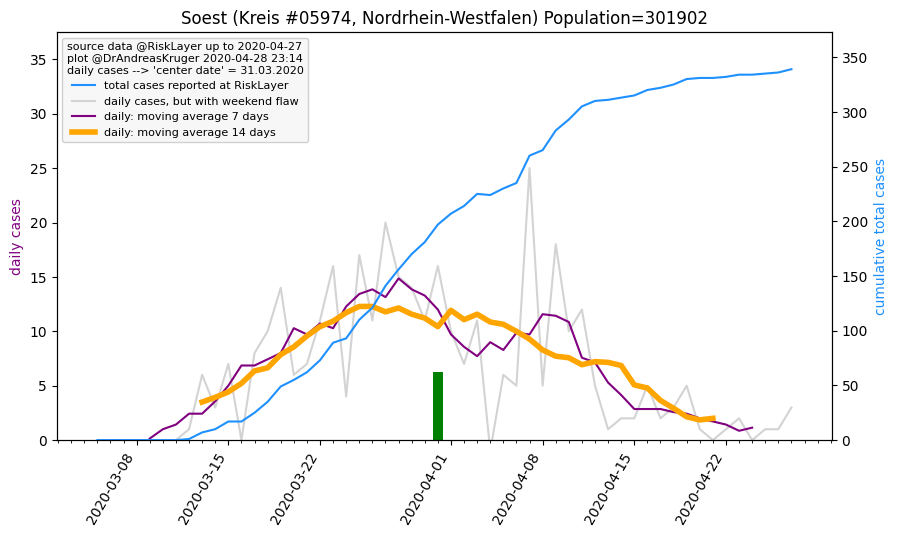 Soest (Kreis #05974, Nordrhein-Westfalen) Population=301902
source data @RiskLayer up to 2020-04-27
plot @DrAndreasKruger 2020-04-28 23:14
daily cases --> 'center date' = 31.03.2020
total cases reported at RiskLayer
daily cases, but with weekend flaw
daily: moving average 7 days
daily: moving average 14 days
daily cases
35
30
25
20
15
10
5
0
cumulative total cases
350
300
250
200
150
100
50
0
2020-03-08
2020-03-15
2020-03-22
2020-04-01
2020-04-08
2020-04-15
2020-04-22